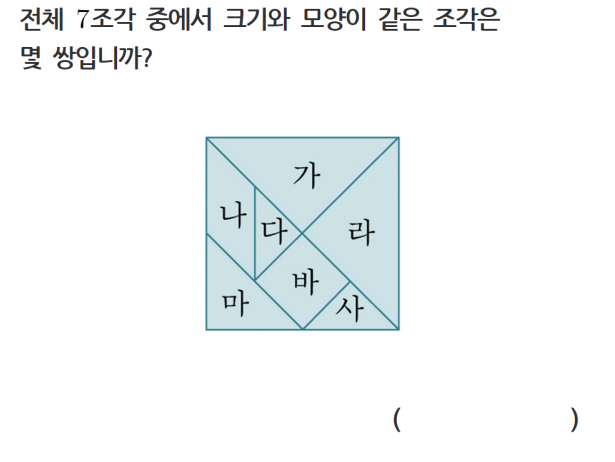 전체 7조각 중에서 크기와 모양이 같은 조각은
몇 쌍입니까?
가
나
다
라
바
마
사
( )